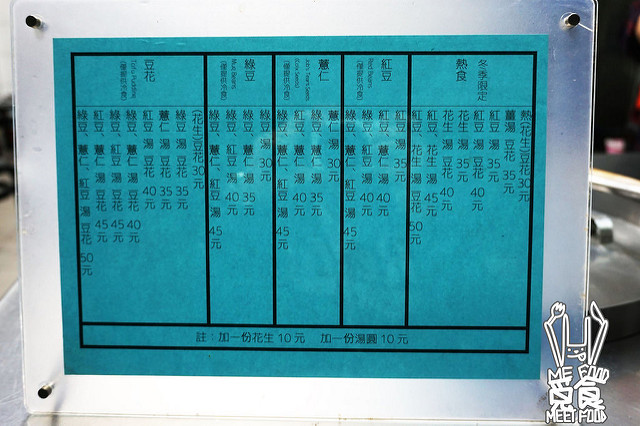 冬季限定
熱食
熱花生豆花30元
薑湯 豆花 35元
紅豆 湯 35元
紅豆 湯 豆花 40元
花生 湯 35元
花生 湯 豆花 40元
紅豆、花生 湯 45元
紅豆、花生 湯 豆花 50元
紅豆
Red Beans
(僅提供冷食)
紅豆 湯 35元
綠豆、紅豆 湯 40元
紅豆、薏仁 湯 40元
綠豆、薏仁、紅豆 湯 45元
薏仁
(僅提供冷食)
薏仁 湯 30元
綠豆、薏仁 湯 35元
紅豆、薏仁 湯 40元
綠豆、薏仁、紅豆 湯 45元
綠豆
Mung Beans
(僅提供冷食)
綠豆 湯 30元
綠豆、薏仁 湯 35元
綠豆、紅豆 湯 40元
綠豆、薏仁、紅豆 湯 45元
豆花
Tofu Pudding
(僅提供冷食)
花生豆花 30元
綠豆 湯 豆花 35元
薏仁 湯 豆花 35元
紅豆 湯 豆花 40元
綠豆、薏仁 湯 豆花 40元
綠豆、紅豆 湯 豆花 45元
紅豆、薏仁 湯 豆花 45元
綠豆、薏仁、紅豆 湯 豆花 50元
註：加一份花生 10 元 加一份湯圓 10 元
MEET FOOD